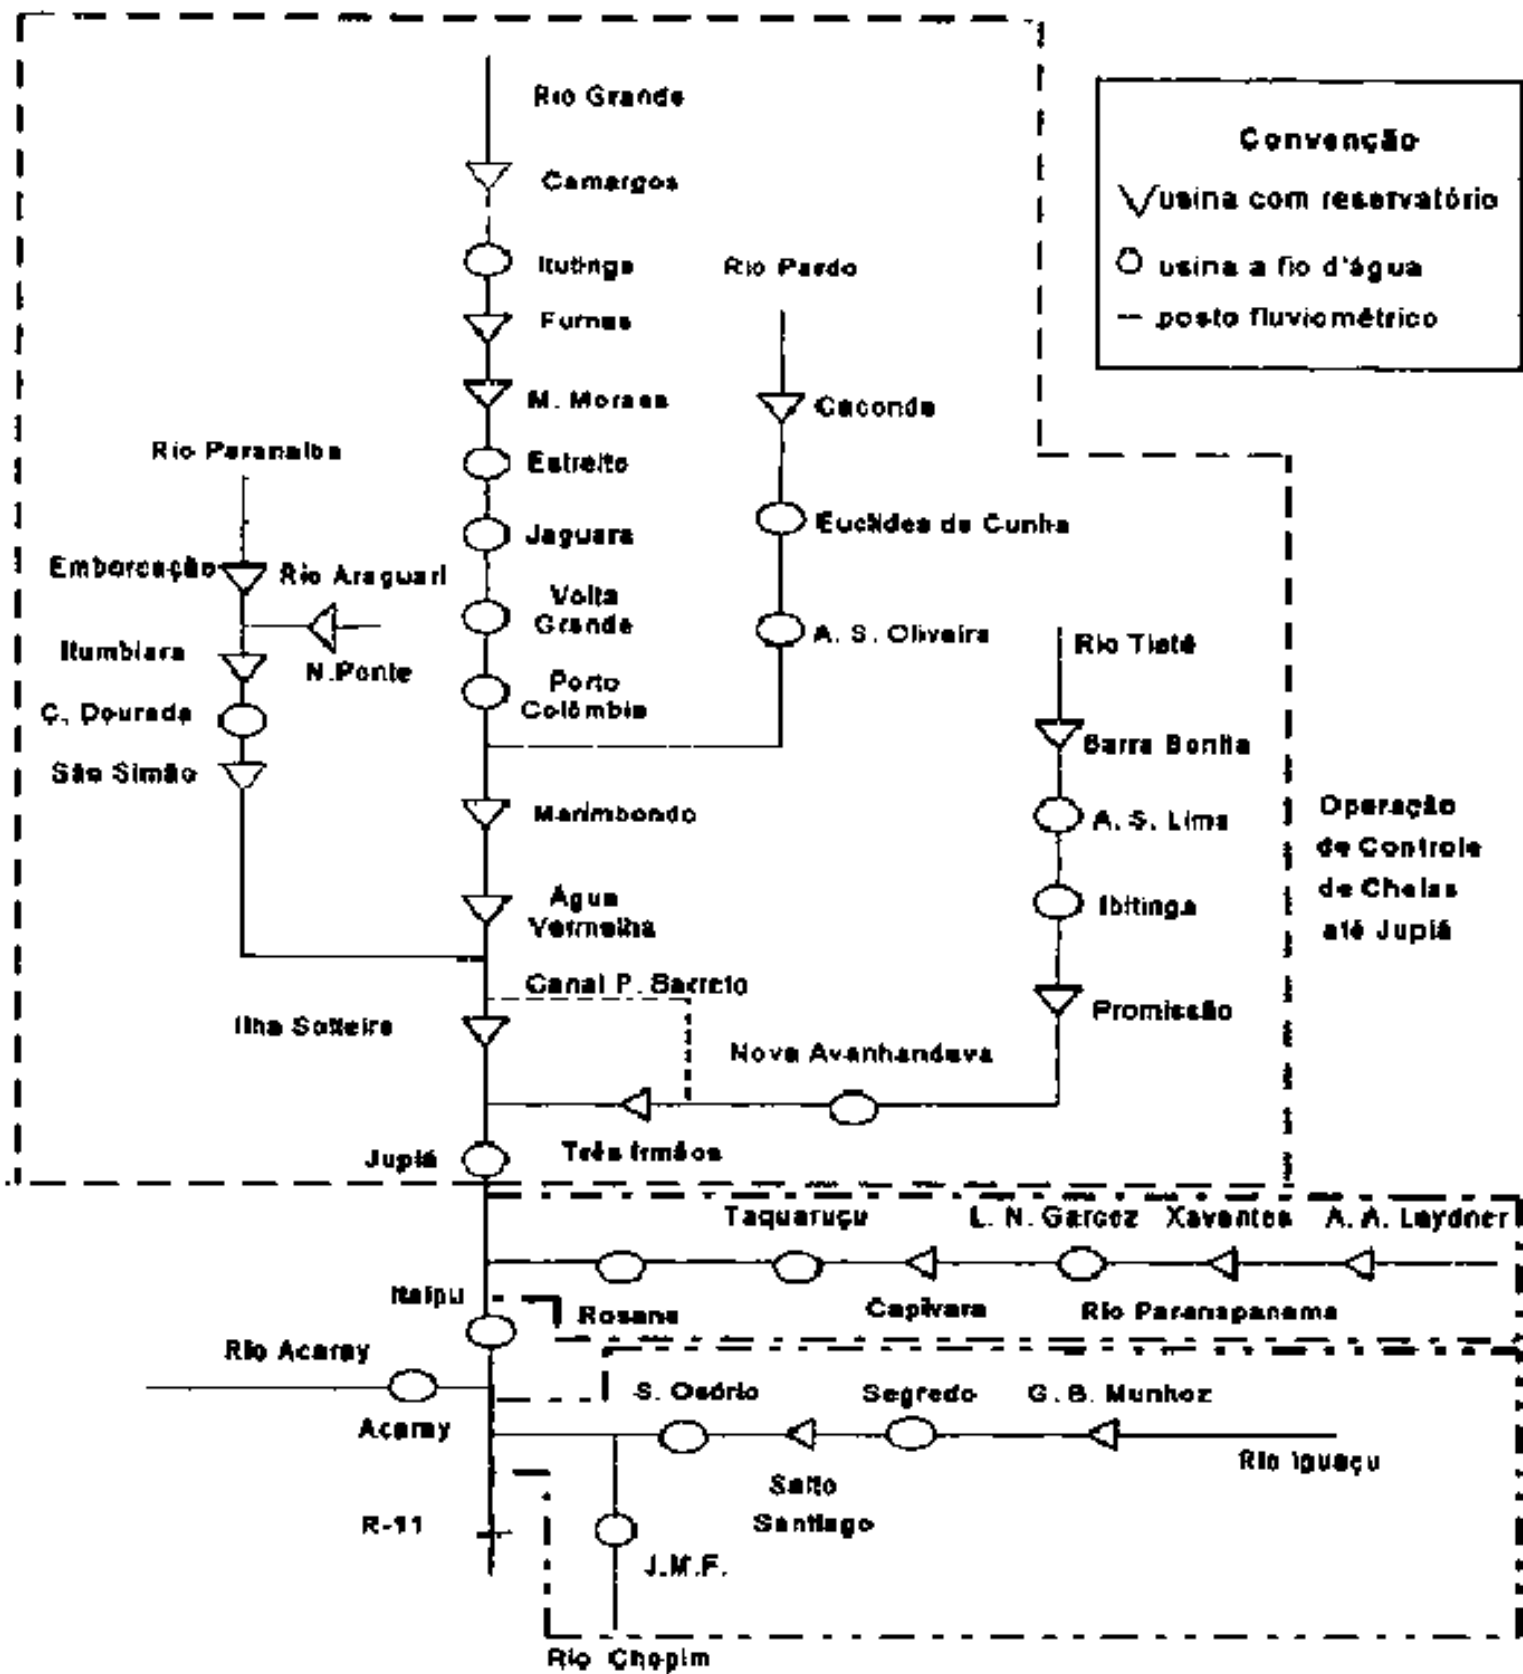 Rio Grande
Convenção
usina com reservatório
usina a fio d'água
posto fluviométrico
Camargos
Itutinga
Rio Pardo
Furnas
M. Moraes
Caconde
Rio Paranaíba
Estreito
Euclides da Cunha
Jaguara
Emborcação
Rio Araguari
Volta
Grande
A. S. Oliveira
Rio Tietê
Itumbiara
N.Ponte
Porto
Colômbia
C. Dourada
Barra Bonita
São Simão
Marimbondo
A. S. Lima
Operação
de Controle
de Cheias
até Jupiá
Água
Vermelha
Ibitinga
Canal P. Barreto
Promissão
Ilha Solteira
Nova Avanhandava
Três Irmãos
Jupiá
Taquaruçu
L. N. Garcez
Xavantes
A. A. Laydner
Itaipu
Rosana
Capivara
Rio Paranapanema
Rio Acaray
S. Osório
Segredo
G. B. Munhoz
Acaray
Rio Iguaçu
Salto
Santiago
R-11
J.M.F.
Rio Chopim